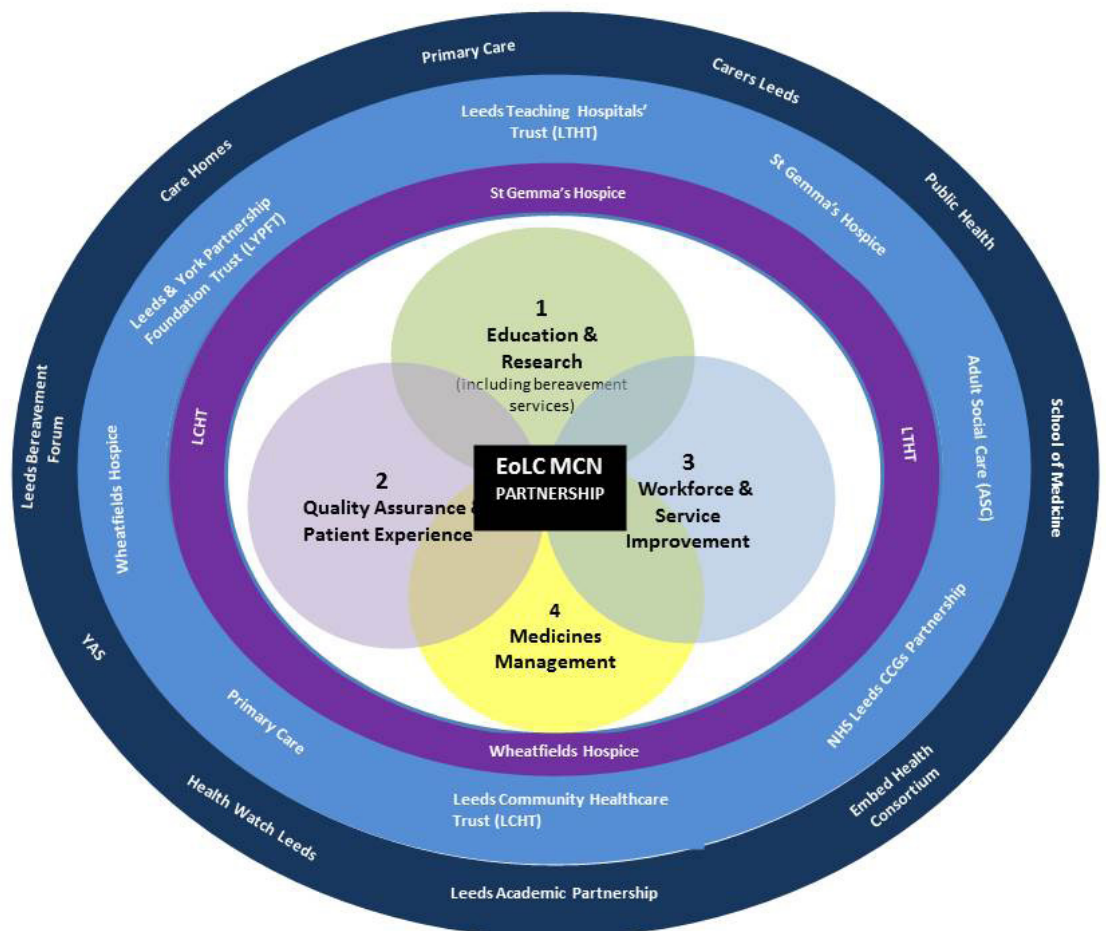 Primary Care
Carers Leeds
Public Health
School of Medicine
Embed Health
Consortium
Leeds Academic Partnership
Health Watch Leeds
YAS
Leeds Bereavement
Forum
Care Homes
Leeds Teaching Hospitals'
Trust (LTHT)
St Gemma's Hospice
Adult Social Care (ASC)
NHS Leeds CCGs Partnership
Leeds Community Healthcare
Trust (LCHT)
Primary Care
Wheatfields Hospice
Leeds & York Partnership
Foundation Trust (LYPFT)
St Gemma's Hospice
LTHT
Wheatfields Hospice
LCHT
1
Education &
Research
(including bereavement
services)
2
Quality Assurance &
Patient Experience
EoLC MCN
PARTNERSHIP
3
Workforce &
Service
Improvement
4
Medicines
Management